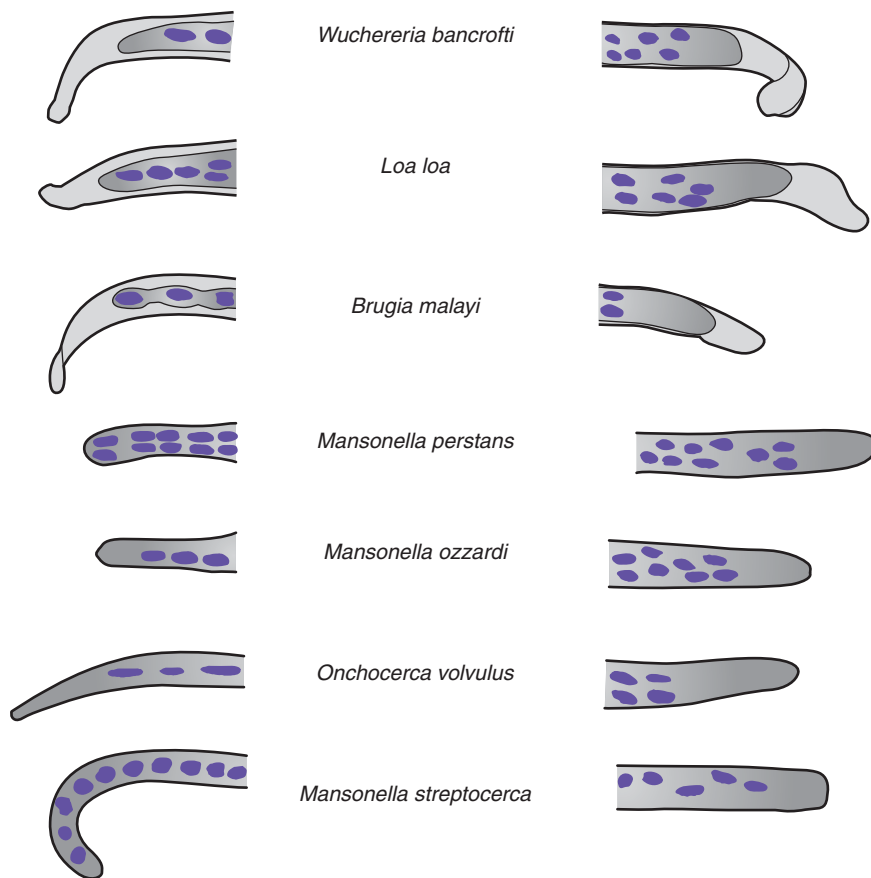 Wuchereria bancrofti
Loa loa
Brugia malayi
Mansonella perstans
Mansonella ozzardi
Onchocerca volvulus
Mansonella streptocerca